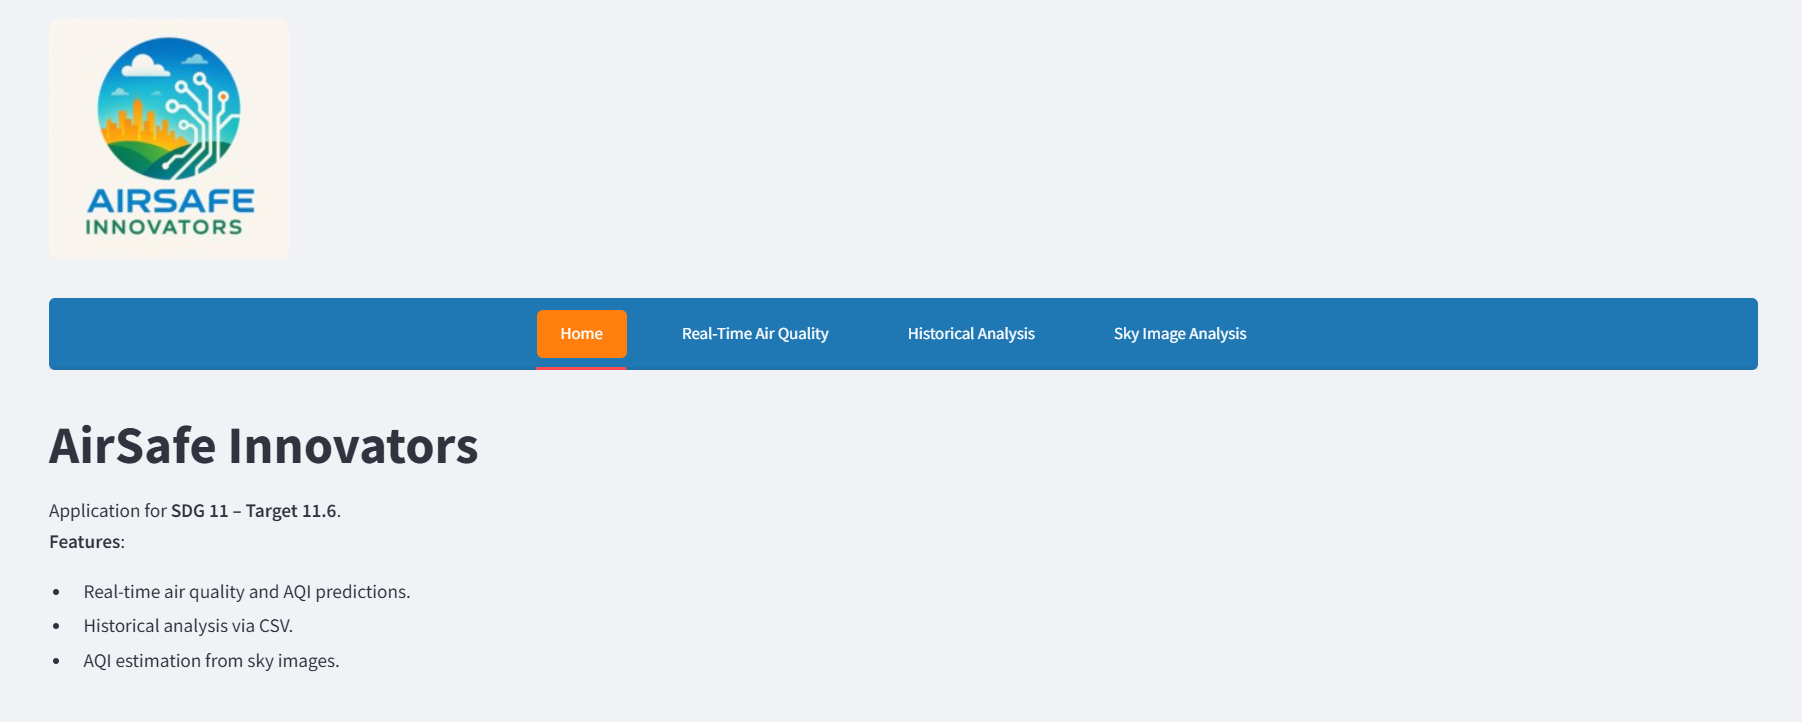 AIRSAFE
INNOVATORS
Home Real-Time Air Quality Historical Analysis Sky Image Analysis
AirSafe Innovators
Application for SDG 11 – Target 11.6.
Features:
• Real-time air quality and AQI predictions.
• Historical analysis via CSV.
• AQI estimation from sky images.